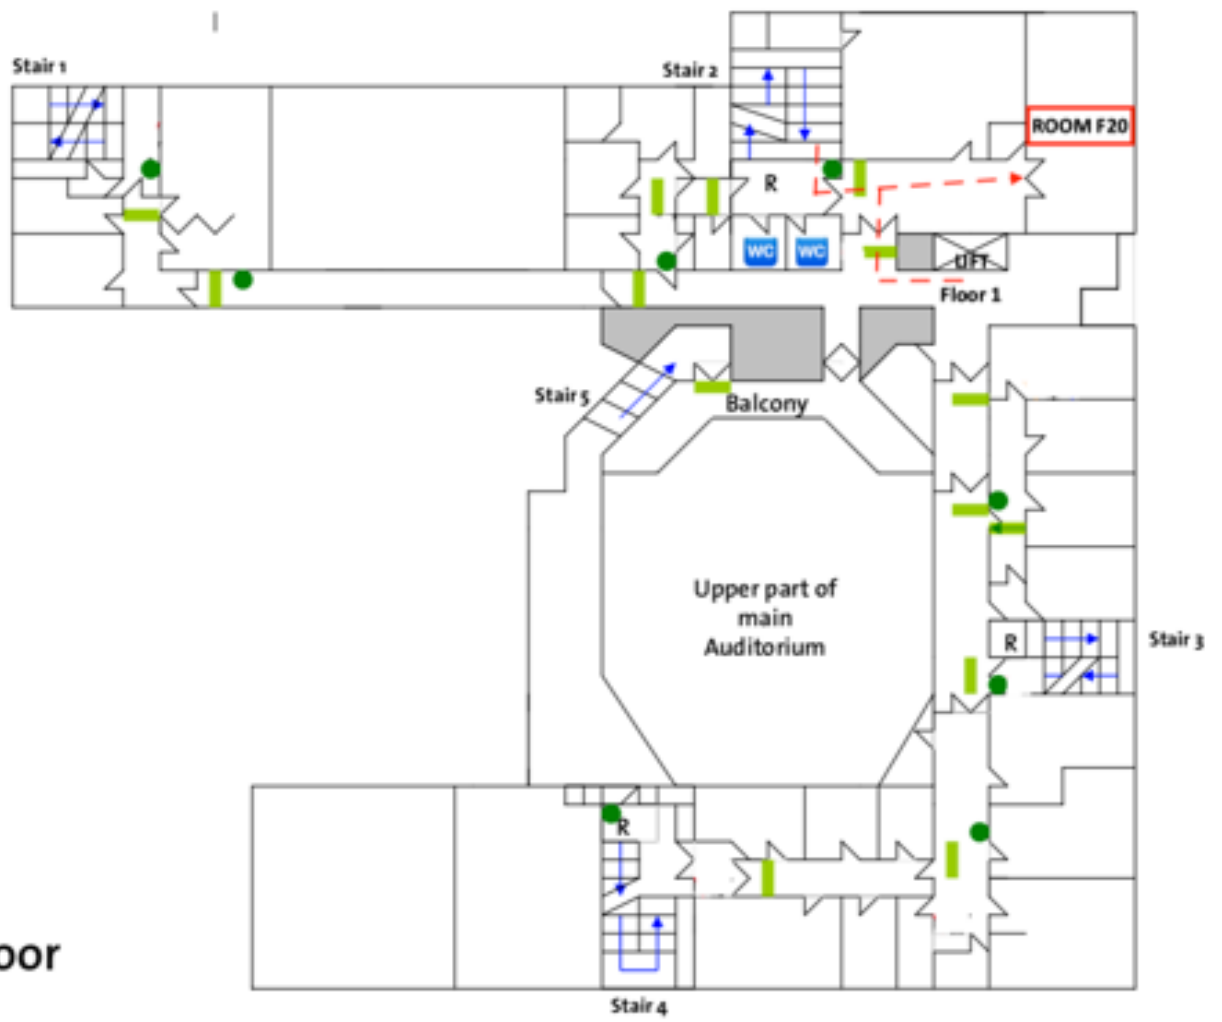 Stair 1
Stair 2
ROOM F20
R
WC
WC
LIFT
Floor 1
Stair 5
Balcony
Upper part of
main
Auditorium
R
Stair 3
R
oor
Stair 4